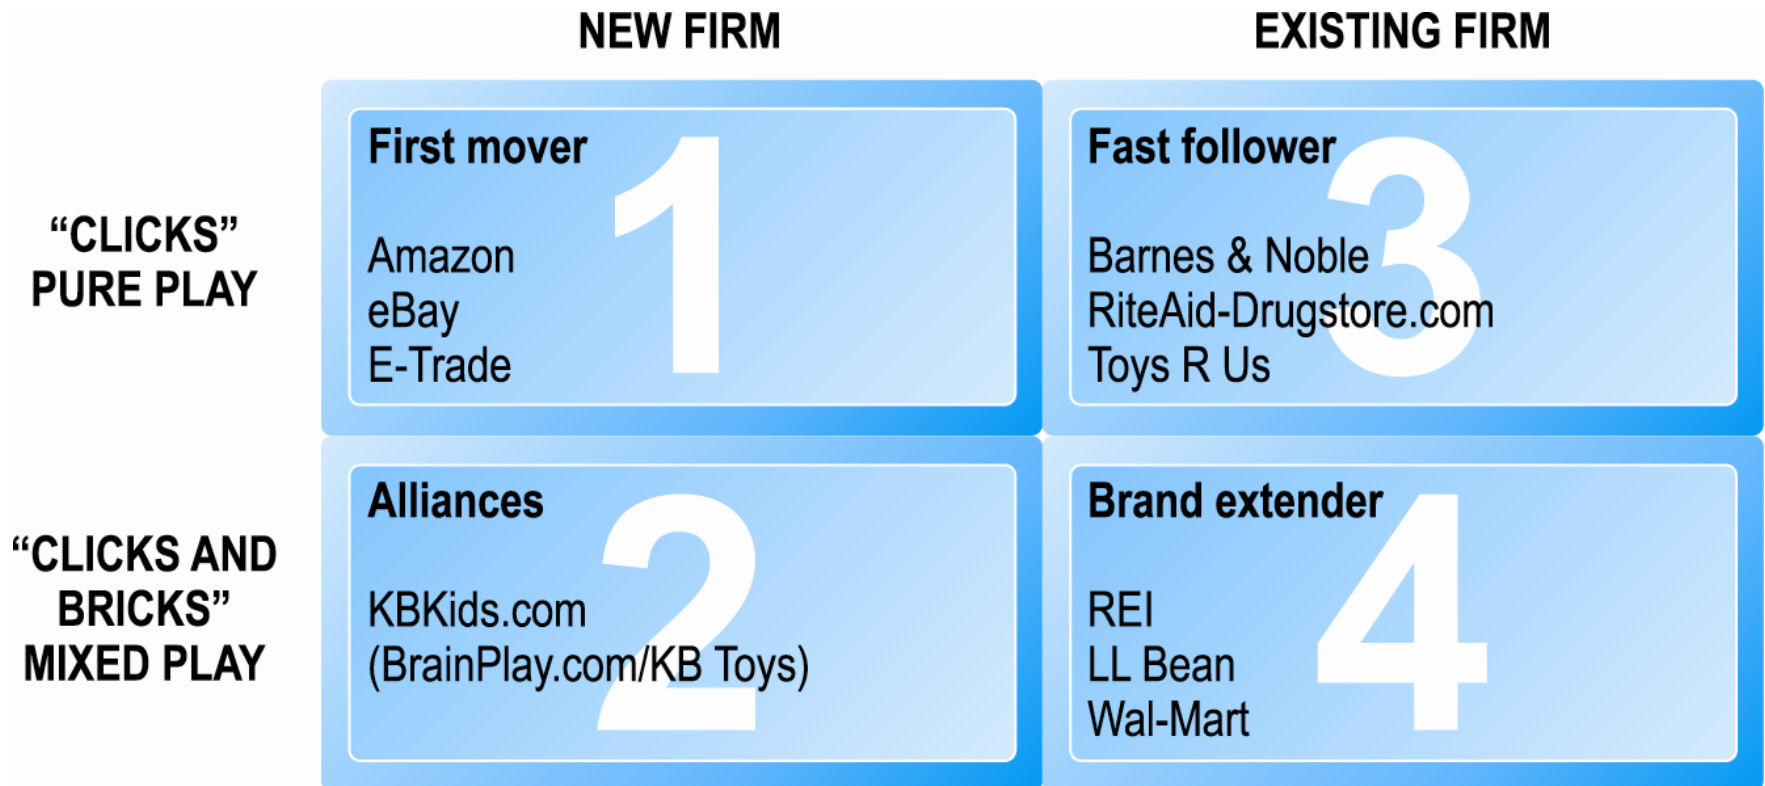 NEW FIRM
EXISTING FIRM
“CLICKS”
PURE PLAY
First mover
1
Amazon
eBay
E-Trade
Fast follower
3
Barnes & Noble
RiteAid-Drugstore.com
Toys R Us
“CLICKS AND
BRICKS”
MIXED PLAY
Alliances
2
KBKids.com
(BrainPlay.com/KB Toys)
Brand extender
4
REI
LL Bean
Wal-Mart